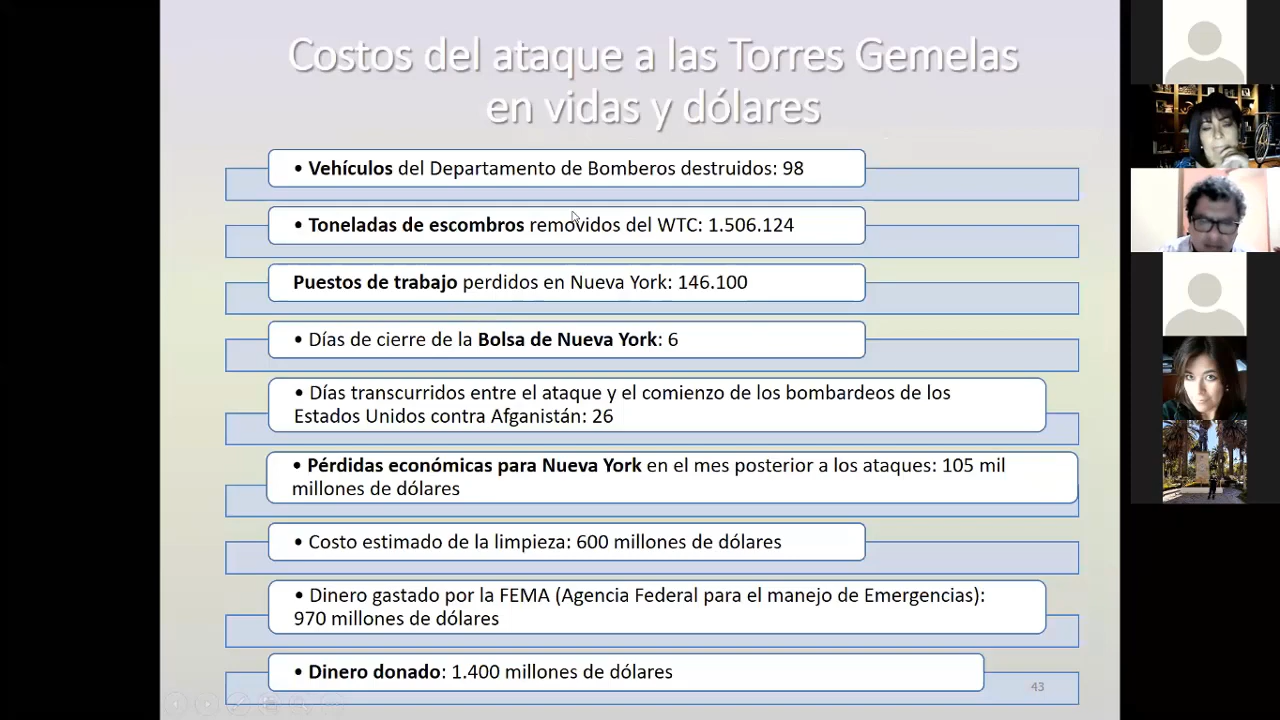 Costos del ataque a las Torres Gemelas
en vidas y dólares
• Vehículos del Departamento de Bomberos destruidos: 98
• Toneladas de escombros removidos del WTC: 1.506.124
Puestos de trabajo perdidos en Nueva York: 146.100
• Días de cierre de la Bolsa de Nueva York: 6
• Días transcurridos entre el ataque y el comienzo de los bombardeos de los
Estados Unidos contra Afganistán: 26
• Pérdidas económicas para Nueva York en el mes posterior a los ataques: 105 mil
millones de dólares
• Costo estimado de la limpieza: 600 millones de dólares
• Dinero gastado por la FEMA (Agencia Federal para el manejo de Emergencias):
970 millones de dólares
• Dinero donado: 1.400 millones de dólares
43